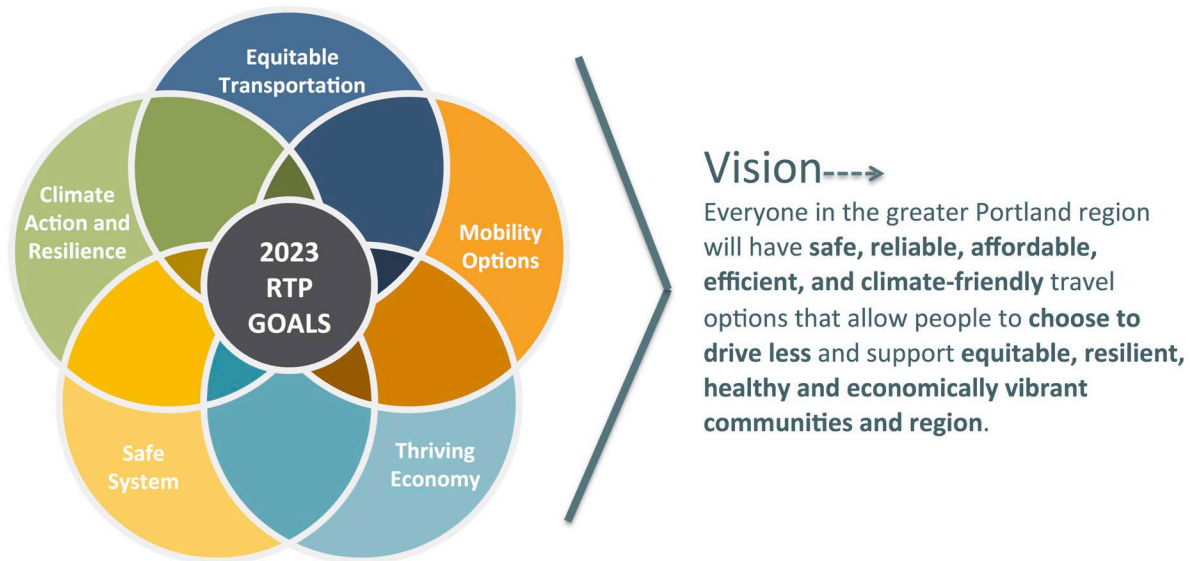 Equitable
Transportation
Climate
Action and
Resilience
Mobility
Options
2023
RTP
GOALS
Safe
System
Thriving
Economy
Vision
Everyone in the greater Portland region
will have safe, reliable, affordable,
efficient, and climate-friendly travel
options that allow people to choose to
drive less and support equitable, resilient,
healthy and economically vibrant
communities and region.